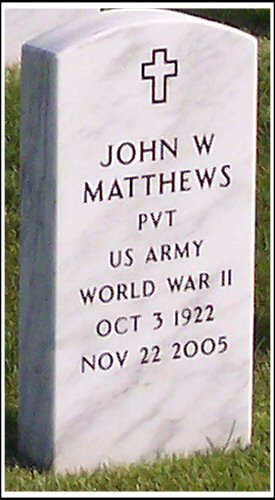 JOHN W
MATTHEWS
PVT
US ARMY
WORLD WAR II
OCT 3 1922
NOV 22 2005